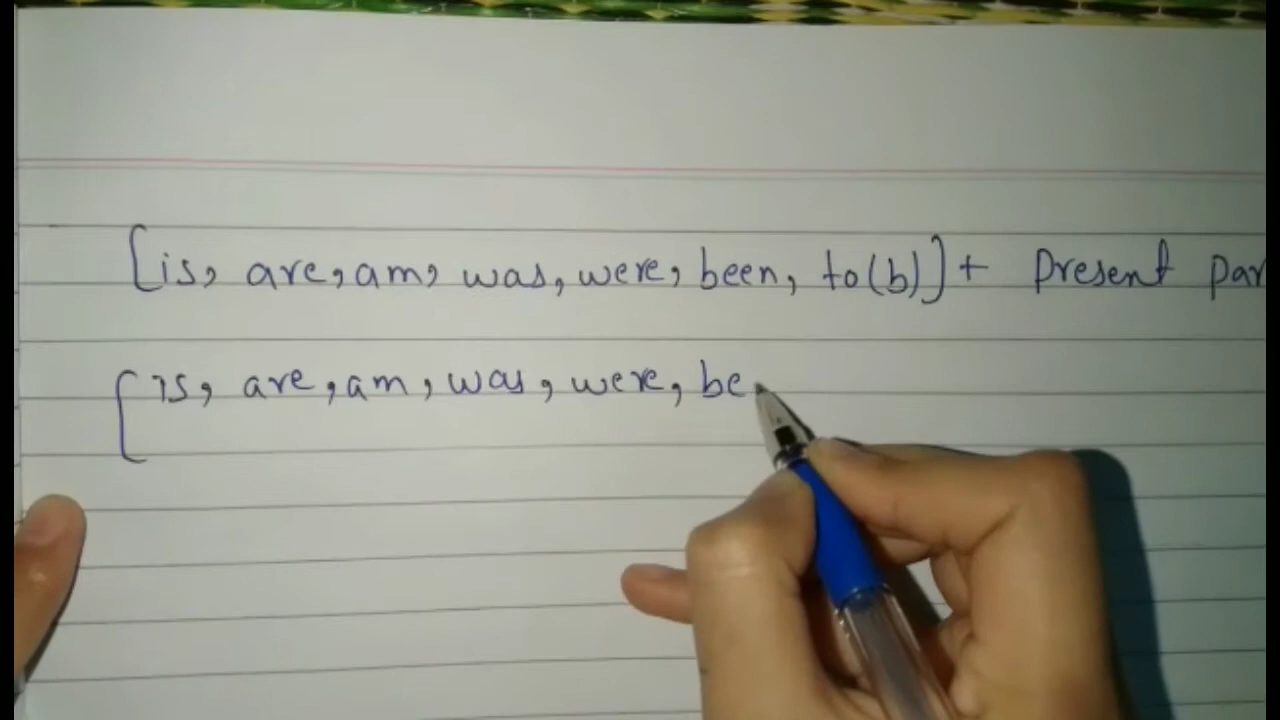 [is, are, am, was, were, been, to(b)] + Present par
[is, are, am, was, were, be